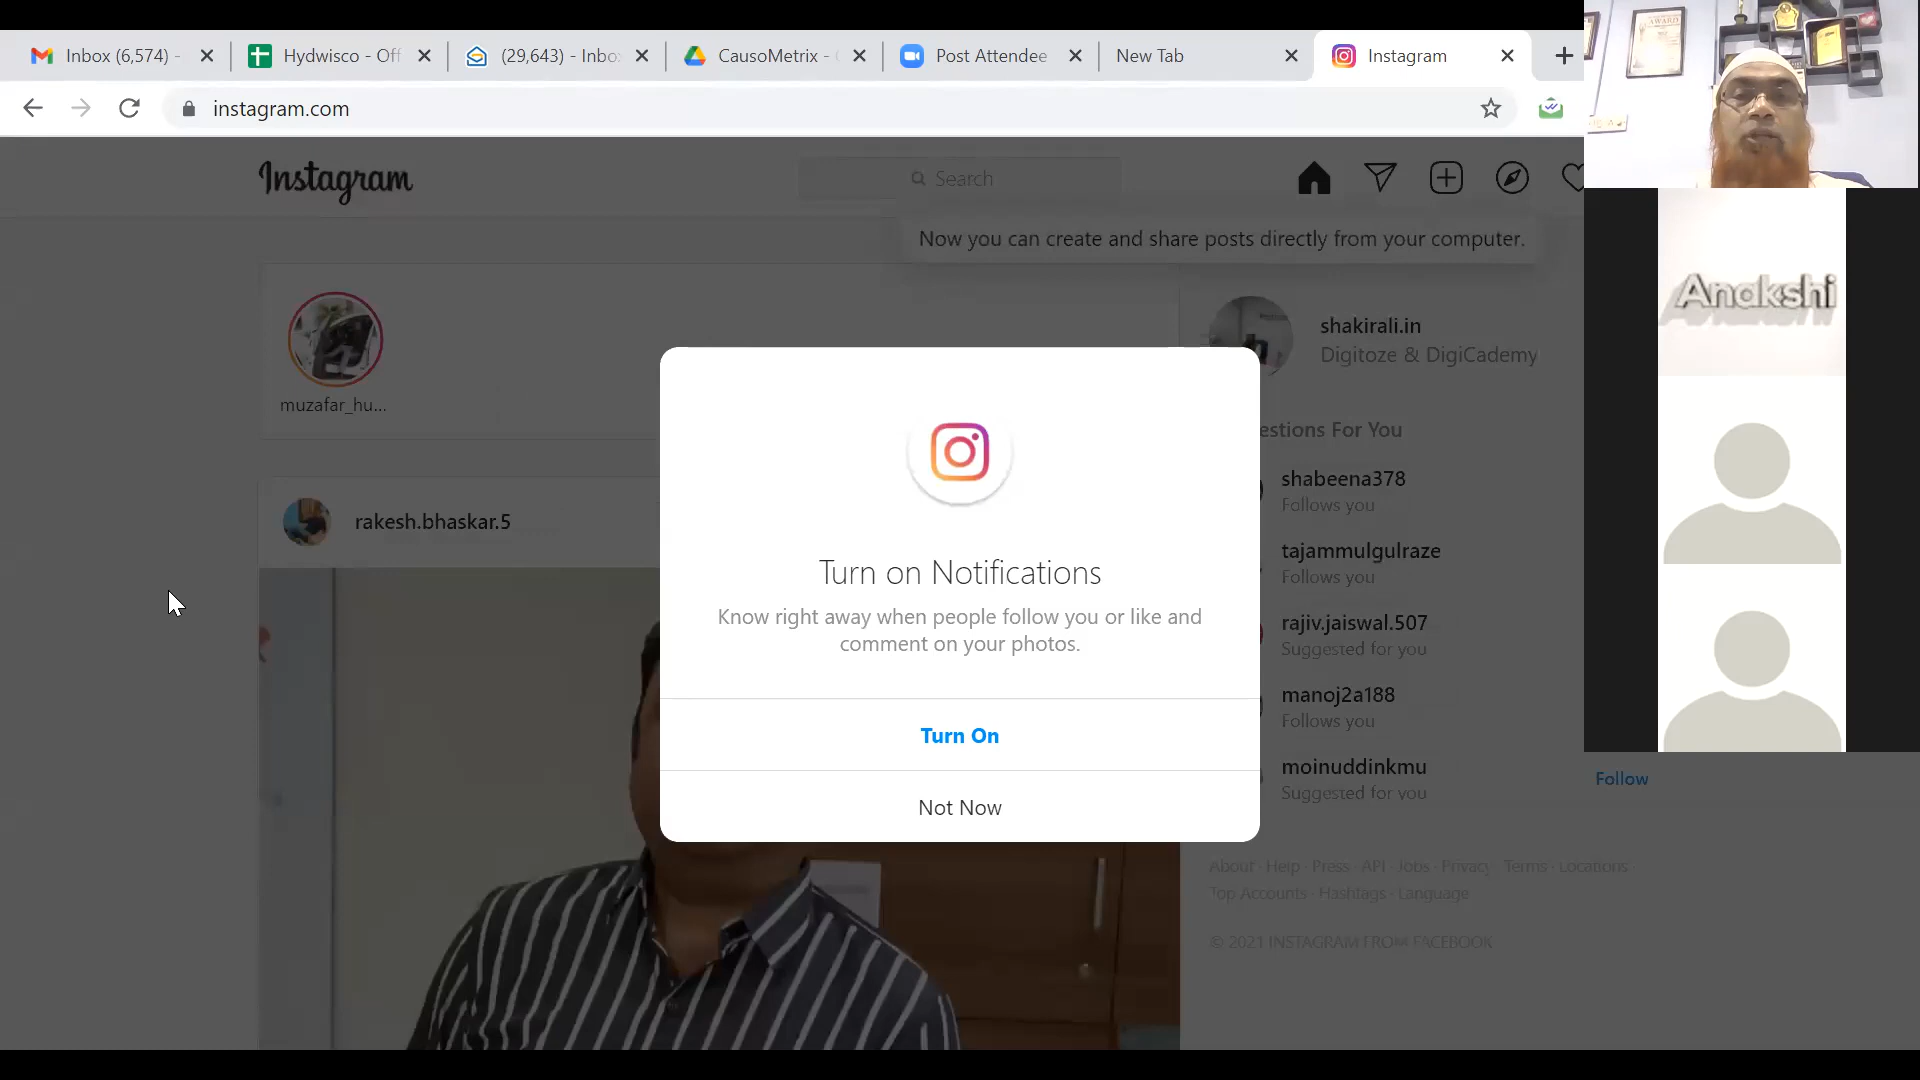 Inbox (6,574) -
Hydwisco - Off
(29,643) - Inbo
CausoMetrix -
Post Attendee
New Tab
Instagram
instagram.com
AWARD
Instagram
Search
Now you can create and share posts directly from your computer.
Anakshi
muzafar_hu...
shakirali.in
Digitoze & DigiCademy
estions For You
rakesh.bhaskar.5
shabeena378
Follows you
tajammulgulraze
Follows you
rajiv.jaiswal.507
Suggested for you
manoj2a188
Follows you
moinuddinkmu
Suggested for you
Follow
Turn on Notifications
Know right away when people follow you or like and
comment on your photos.
Turn On
Not Now
About · Help · Press · API · Jobs · Privacy · Terms · Locations ·
Top Accounts · Hashtags · Language
© 2021 INSTAGRAM FROM FACEBOOK